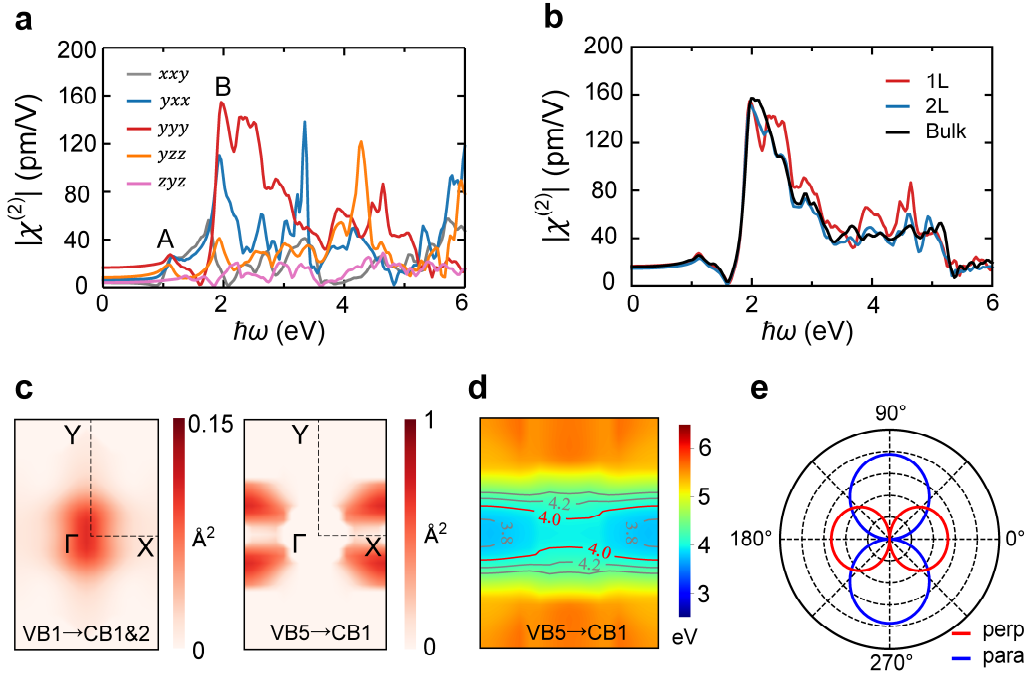 a
200
160
120
80
40
0
|χ⁽²⁾| (pm/V)
xxy
yxx
yyy
yzz
zyz
A
B
0
2
4
6
ħω (eV)
b
200
160
120
80
40
0
|χ⁽²⁾| (pm/V)
1L
2L
Bulk
0
2
4
6
ħω (eV)
c
Y
Γ
X
VB1→CB1&2
0.15
Å²
0
Y
Γ
X
VB5→CB1
1
Å²
0
d
4.2
4.0
3.8
3.8
4.0
4.2
VB5→CB1
6
5
4
3
eV
e
90°
180°
0°
270°
perp
para